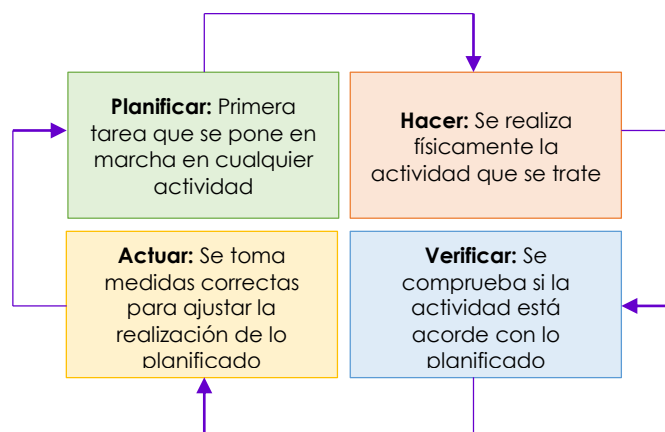 Planificar: Primera
tarea que se pone en
marcha en cualquier
actividad
Hacer: Se realiza
físicamente la
actividad que se trate
Actuar: Se toma
medidas correctas
para ajustar la
realización de lo
planificado
Verificar: Se
comprueba si la
actividad está
acorde con lo
planificado